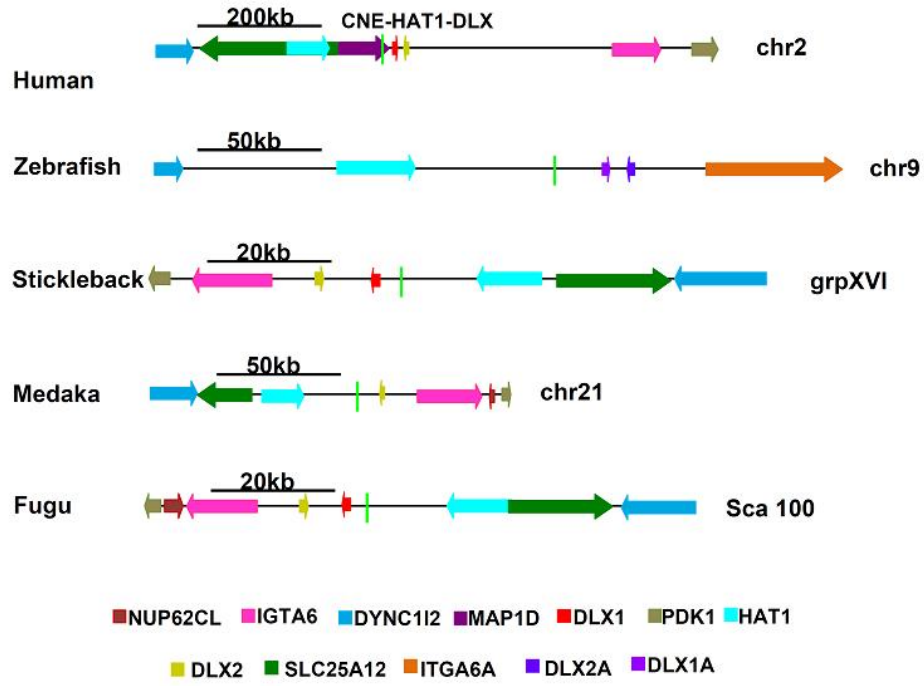 200kb CNE-HAT1-DLX
chr2
Human
50kb
Zebrafish chr9
20kb
Stickleback grpXVI
50kb
Medaka chr21
20kb
Fugu Sca 100
NUP62CL IGTA6 DYNC1I2 MAP1D DLX1 PDK1 HAT1
DLX2 SLC25A12 ITGA6A DLX2A DLX1A